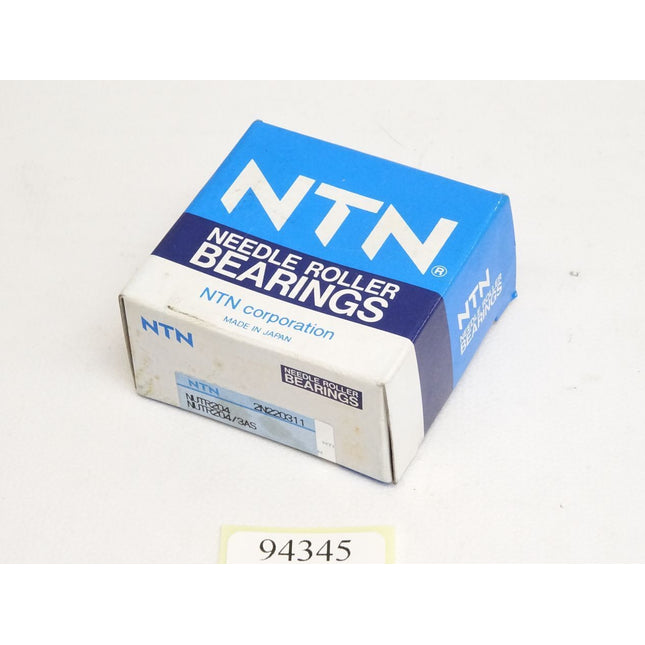 NTN®
NEEDLE ROLLER
BEARINGS
NTN corporation
MADE IN JAPAN
NTN
NEEDLE ROLLER
BEARINGS
NTN
NEEDLE ROLLER
BEARINGS
NTN
NUTR204 2N220311
NUTR204/3AS
94345